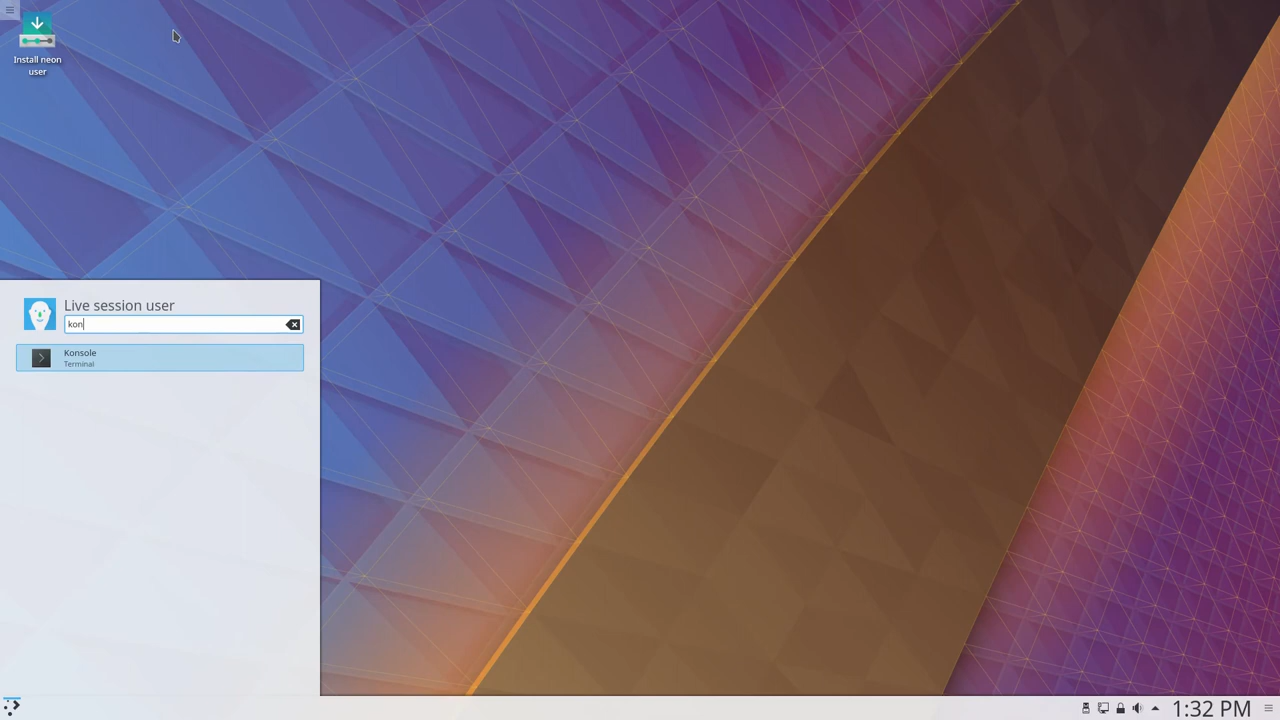 Install neon
user
Live session user
kon
Konsole
Terminal
1:32 PM